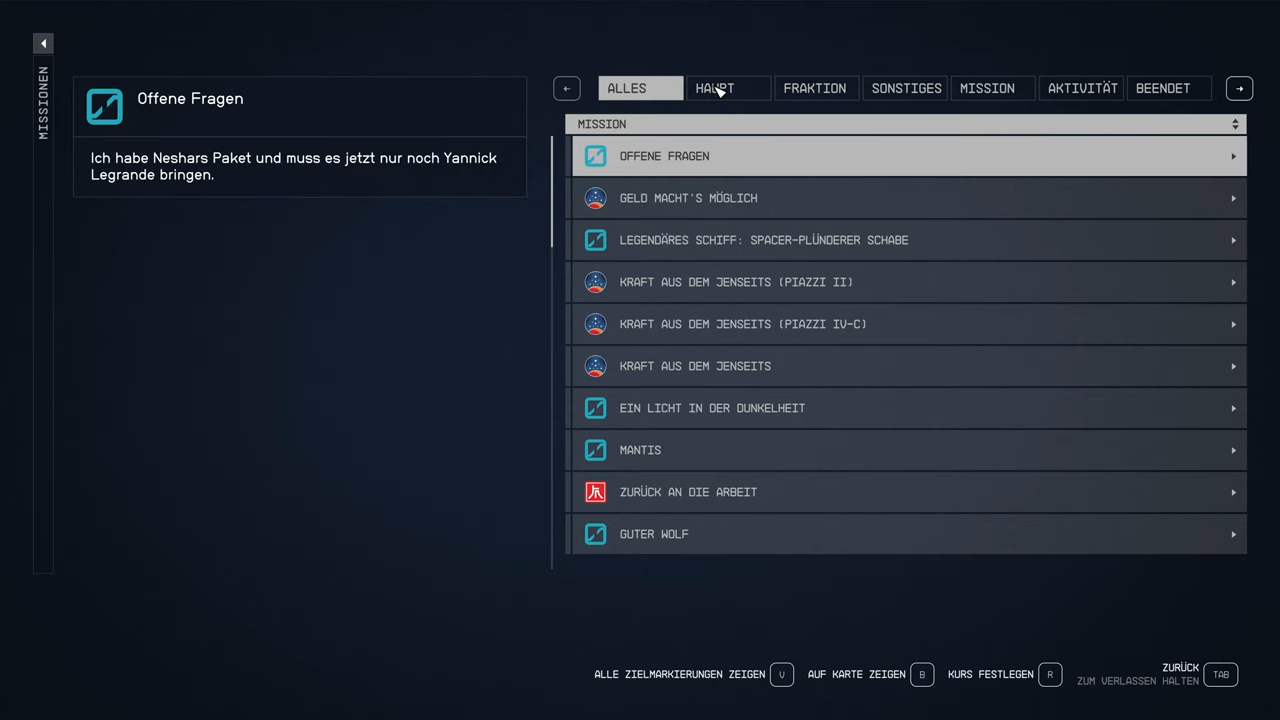 MISSIONEN
Offene Fragen
Ich habe Neshars Paket und muss es jetzt nur noch Yannick
Legrande bringen.
ALLES HAUPT FRAKTION SONSTIGES MISSION AKTIVITÄT BEENDET
MISSION
OFFENE FRAGEN
GELD MACHT'S MÖGLICH
LEGENDÄRES SCHIFF: SPACER-PLÜNDERER SCHABE
KRAFT AUS DEM JENSEITS (PIAZZI II)
KRAFT AUS DEM JENSEITS (PIAZZI IV-C)
KRAFT AUS DEM JENSEITS
EIN LICHT IN DER DUNKELHEIT
MANTIS
ZURÜCK AN DIE ARBEIT
GUTER WOLF
ALLE ZIELMARKIERUNGEN ZEIGEN V AUF KARTE ZEIGEN B KURS FESTLEGEN R ZURÜCK TAB
ZUM VERLASSEN HALTEN